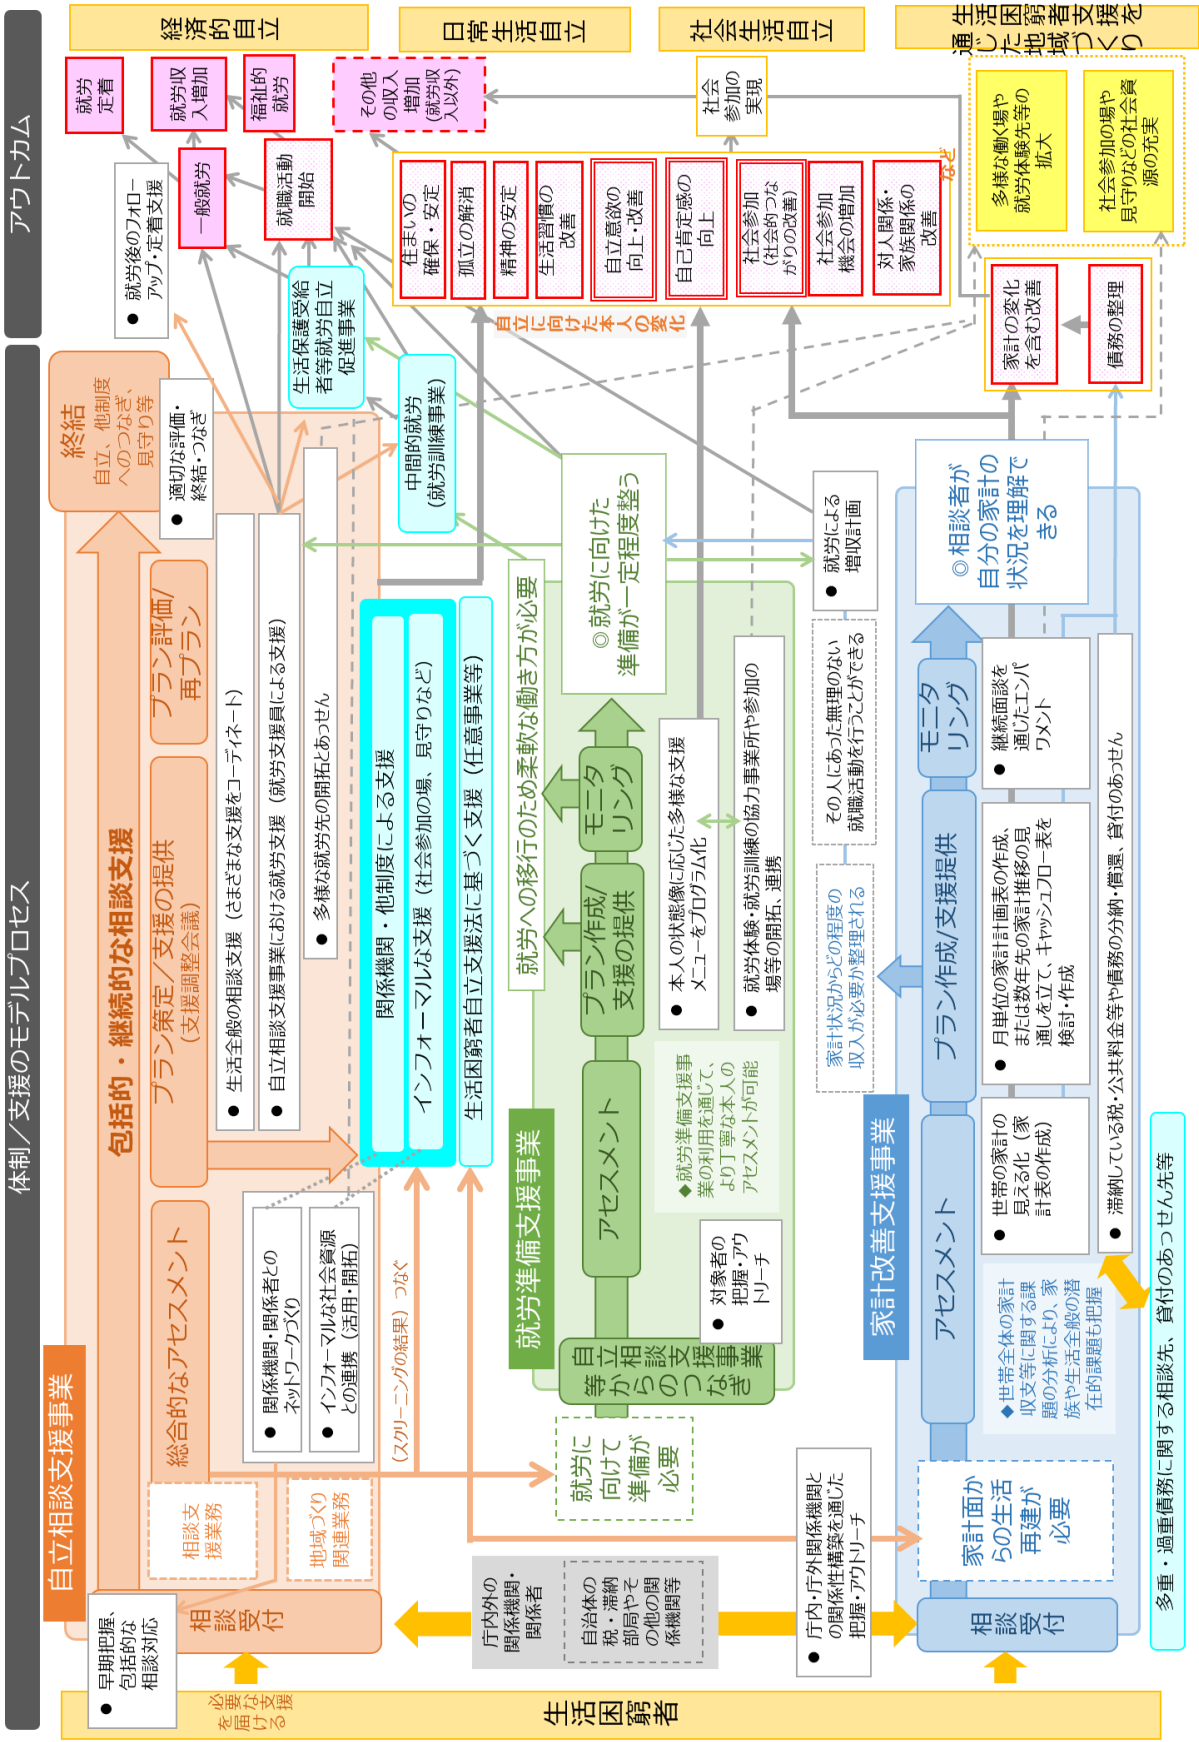 体制／支援のモデルプロセス
アウトカム
生活困窮者
必要な支援
を届ける
● 早期把握、
包括的な
相談対応
自立相談支援事業
相談
受付
相談支
援業務
地域づくり
関連業務
包括的・継続的な相談支援
総合的なアセスメント
プラン策定／支援の提供
（支援調整会議）
プラン評価/
再プラン
終結
自立、他制度
へのつなぎ、
見守り等
● 適切な評価・
終結・つなぎ
● 就労後のフォロー
アップ・定着支援
● 生活全般の相談支援（さまざまな支援をコーディネート）
● 自立相談支援事業における就労支援（就労支援員による支援）
● 多様な就労先の開拓とあっせん
● 関係機関・関係者との
ネットワークづくり
● インフォーマルな社会資源
との連携（活用・開拓）
関係機関・他制度による支援
インフォーマルな支援（社会参加の場、見守りなど）
生活困窮者自立支援法に基づく支援（任意事業等）
（スクリーニングの結果）つなぐ
生活保護受給
者等就労自立
促進事業
中間的就労
（就労訓練事業）
庁内外の
関係機関・
関係者
自治体の
税・滞納
部局やそ
の他の関
係機関等
就労準備支援事業
就労に
向けて
準備が
必要
自立相談支援事業
等からのつなぎ
● 対象者の
把握・アウ
トリーチ
アセスメント
◆就労準備支援事
業の利用を通じて、
より丁寧な本人の
アセスメントが可能
プラン作成/
支援の提供
モニタ
リング
就労への移行のため柔軟な働き方が必要
● 本人の状態像に応じた多様な支援
メニューをプログラム化
● 就労体験・就労訓練の協力事業所や参加の
場等の開拓、連携
◎就労に向けた
準備が一定程度整う
● 庁内・庁外関係機関と
の関係性構築を通じた
把握・アウトリーチ
家計改善支援事業
相談
受付
家計面か
らの生活
再建が
必要
アセスメント
◆世帯全体の家計
収支等に関する課
題の分析により、家
族や生活全般の潜
在的課題も把握
プラン作成/支援提供
モニタ
リング
家計状況からどの程度の
収入が必要か整理される
その人にあった無理のない
就職活動を行うことができる
● 就労による
増収計画
● 世帯の家計の
見える化（家
計表の作成）
● 月単位の家計計画表の作成、
または数年先の家計推移の見
通しを立て、キャッシュフロー表を
検討・作成
● 継続面談を
通じたエンパ
ワメント
● 滞納している税・公共料金等や債務の分納・償還、貸付のあっせん
◎相談者が
自分の家計の
状況を理解で
きる
多重・過重債務に関する相談先、貸付のあっせん先等
経済的自立
日常生活自立
社会生活自立
生活困窮者支援を
通じた地域づくり
就労
定着
就労収
入増加
福祉的
就労
一般就労
就職活動
開始
その他
の収入
増加
（就労収
入以外）
社会
参加の
実現
自立に向けた本人の変化
住まいの
確保・安定
孤立の解消
精神の安定
生活習慣の
改善
自立意欲の
向上・改善
自己肯定感の
向上
社会参加
（社会的つな
がりの改善）
社会参加
機会の増加
対人関係・
家族関係の
改善
など
家計の変化
を含む改善
債務の整理
多様な働く場や
就労体験先等の
拡大
社会参加の場や
見守りなどの社会資
源の充実